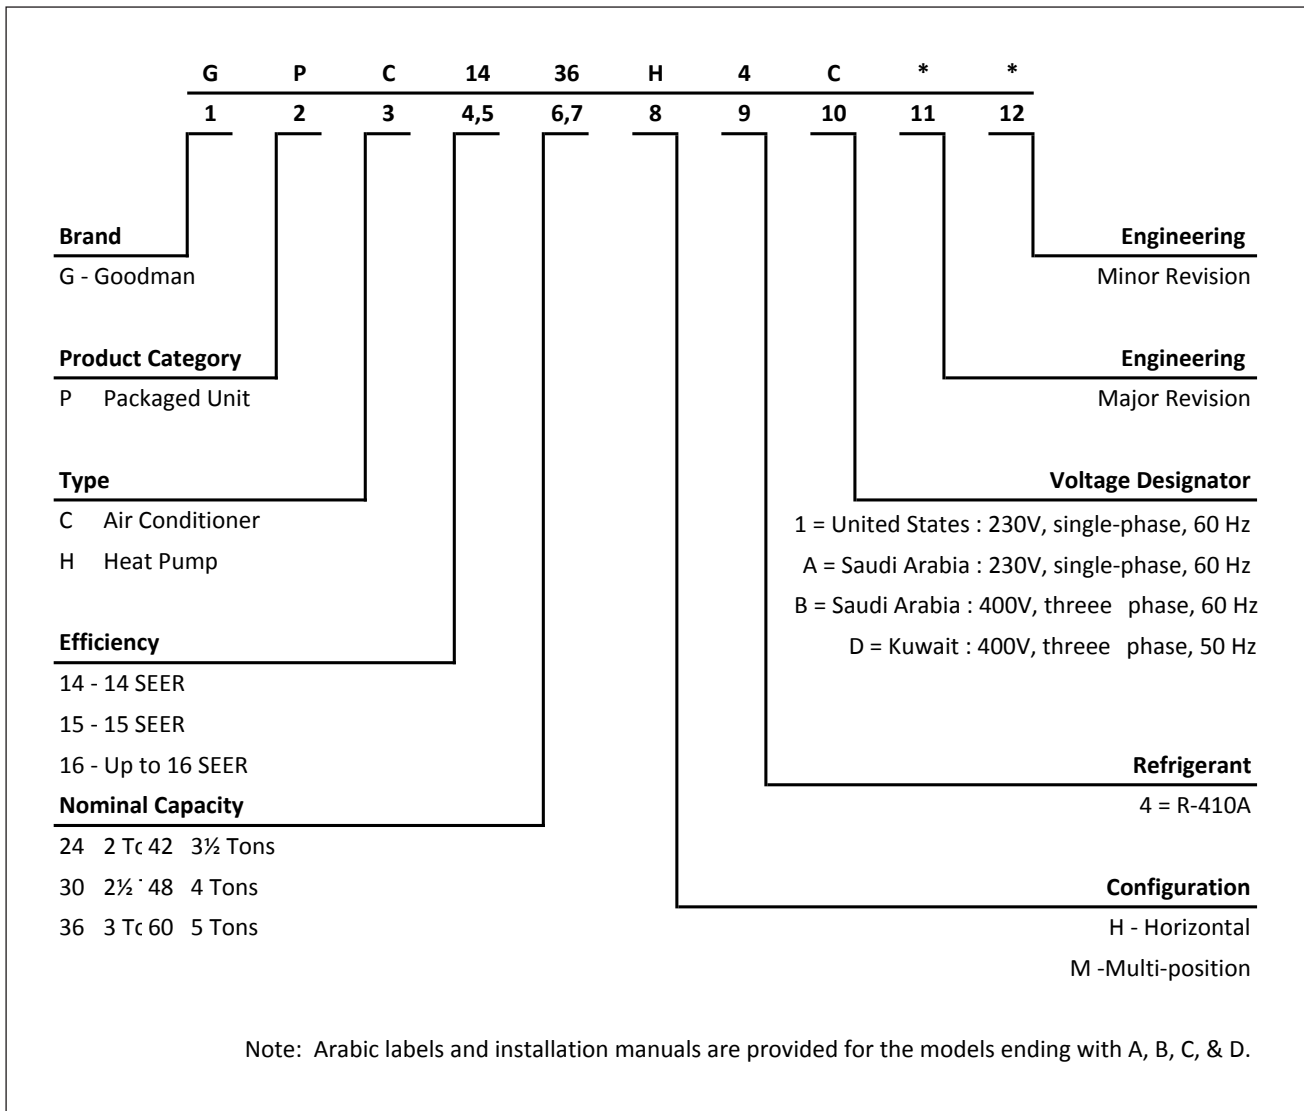 G P C 14 36 H 4 C * *
1 2 3 4,5 6,7 8 9 10 11 12
Brand
G - Goodman
Product Category
P Packaged Unit
Type
C Air Conditioner
H Heat Pump
Efficiency
14 - 14 SEER
15 - 15 SEER
16 - Up to 16 SEER
Nominal Capacity
24 2 42 3½ Tons
30 2½ 48 4 Tons
36 3 60 5 Tons
Engineering
Minor Revision
Engineering
Major Revision
Voltage Designator
1 = United States : 230V, single-phase, 60 Hz
A = Saudi Arabia : 230V, single-phase, 60 Hz
B = Saudi Arabia : 400V, threee phase, 60 Hz
D = Kuwait : 400V, threee phase, 50 Hz
Refrigerant
4 = R-410A
Configuration
H - Horizontal
M -Multi-position
Note: Arabic labels and installation manuals are provided for the models ending with A, B, C, & D.